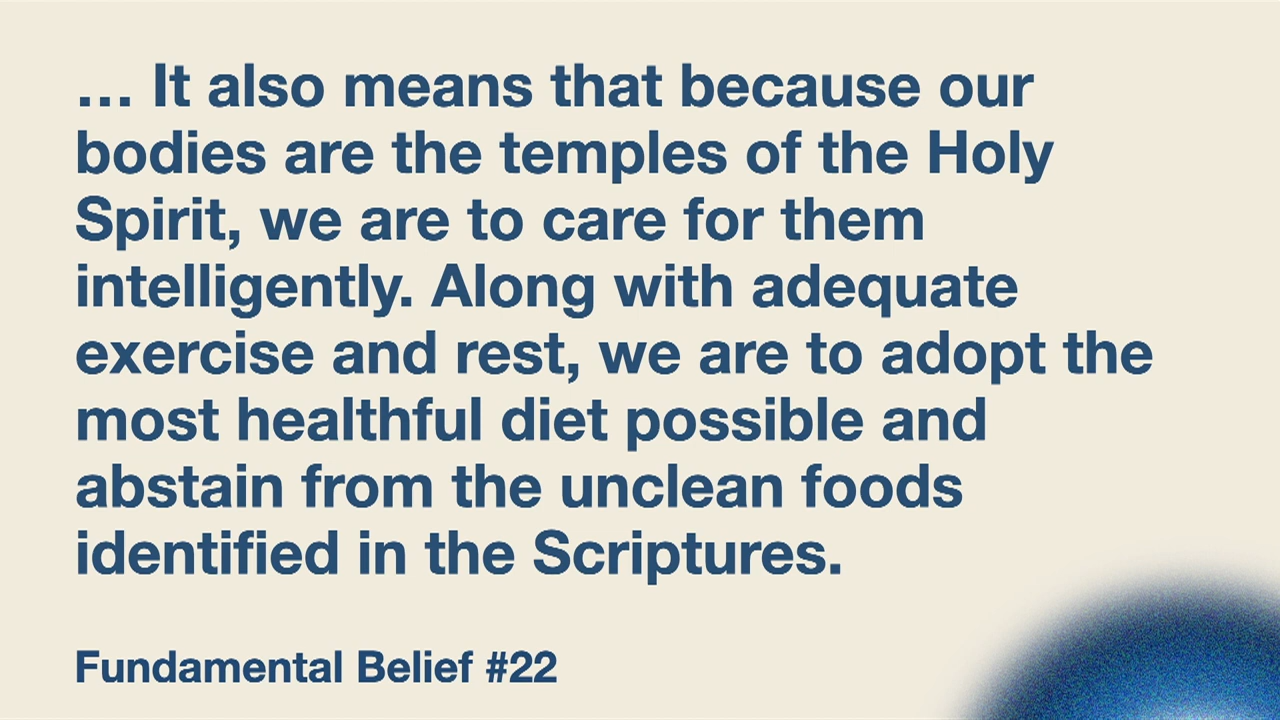 ... It also means that because our
bodies are the temples of the Holy
Spirit, we are to care for them
intelligently. Along with adequate
exercise and rest, we are to adopt the
most healthful diet possible and
abstain from the unclean foods
identified in the Scriptures.
Fundamental Belief #22